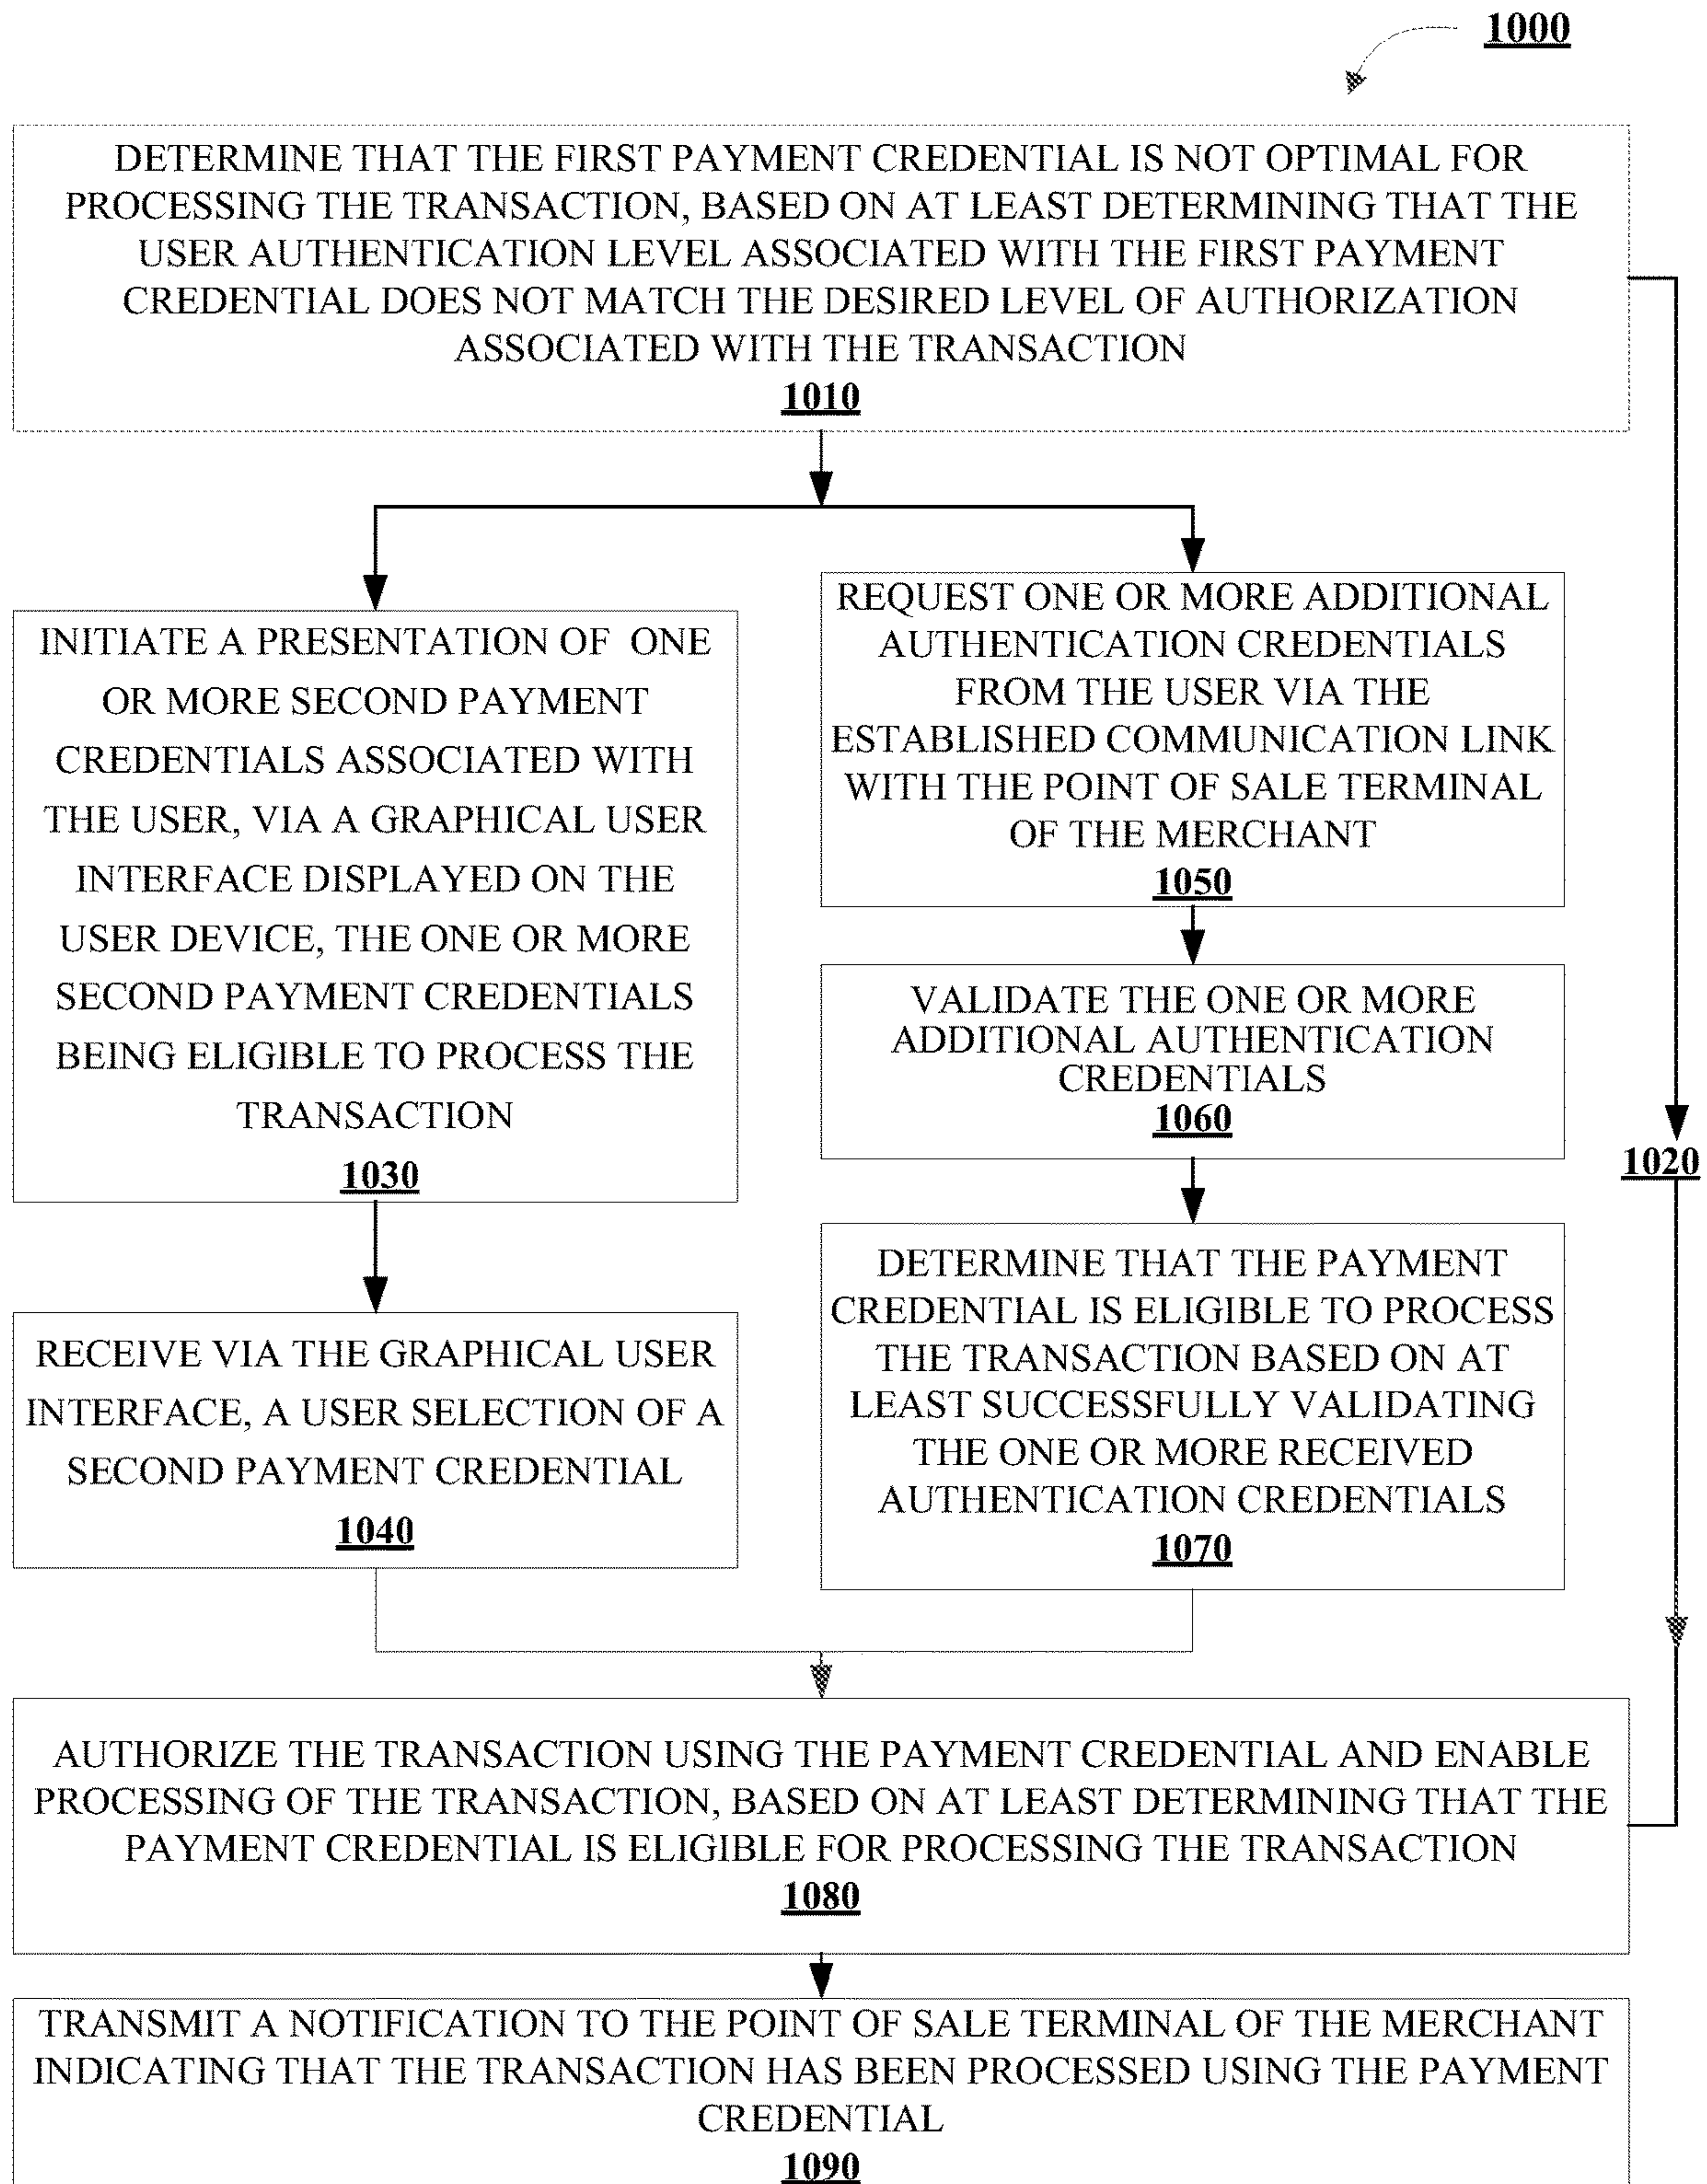 1000
DETERMINE THAT THE FIRST PAYMENT CREDENTIAL IS NOT OPTIMAL FOR
PROCESSING THE TRANSACTION, BASED ON AT LEAST DETERMINING THAT THE
USER AUTHENTICATION LEVEL ASSOCIATED WITH THE FIRST PAYMENT
CREDENTIAL DOES NOT MATCH THE DESIRED LEVEL OF AUTHORIZATION
ASSOCIATED WITH THE TRANSACTION
1010
INITIATE A PRESENTATION OF ONE
OR MORE SECOND PAYMENT
CREDENTIALS ASSOCIATED WITH
THE USER, VIA A GRAPHICAL USER
INTERFACE DISPLAYED ON THE
USER DEVICE, THE ONE OR MORE
SECOND PAYMENT CREDENTIALS
BEING ELIGIBLE TO PROCESS THE
TRANSACTION
1030
RECEIVE VIA THE GRAPHICAL USER
INTERFACE, A USER SELECTION OF A
SECOND PAYMENT CREDENTIAL
1040
REQUEST ONE OR MORE ADDITIONAL
AUTHENTICATION CREDENTIALS
FROM THE USER VIA THE
ESTABLISHED COMMUNICATION LINK
WITH THE POINT OF SALE TERMINAL
OF THE MERCHANT
1050
VALIDATE THE ONE OR MORE
ADDITIONAL AUTHENTICATION
CREDENTIALS
1060
DETERMINE THAT THE PAYMENT
CREDENTIAL IS ELIGIBLE TO PROCESS
THE TRANSACTION BASED ON AT
LEAST SUCCESSFULLY VALIDATING
THE ONE OR MORE RECEIVED
AUTHENTICATION CREDENTIALS
1070
1020
AUTHORIZE THE TRANSACTION USING THE PAYMENT CREDENTIAL AND ENABLE
PROCESSING OF THE TRANSACTION, BASED ON AT LEAST DETERMINING THAT THE
PAYMENT CREDENTIAL IS ELIGIBLE FOR PROCESSING THE TRANSACTION
1080
TRANSMIT A NOTIFICATION TO THE POINT OF SALE TERMINAL OF THE MERCHANT
INDICATING THAT THE TRANSACTION HAS BEEN PROCESSED USING THE PAYMENT
CREDENTIAL
1090